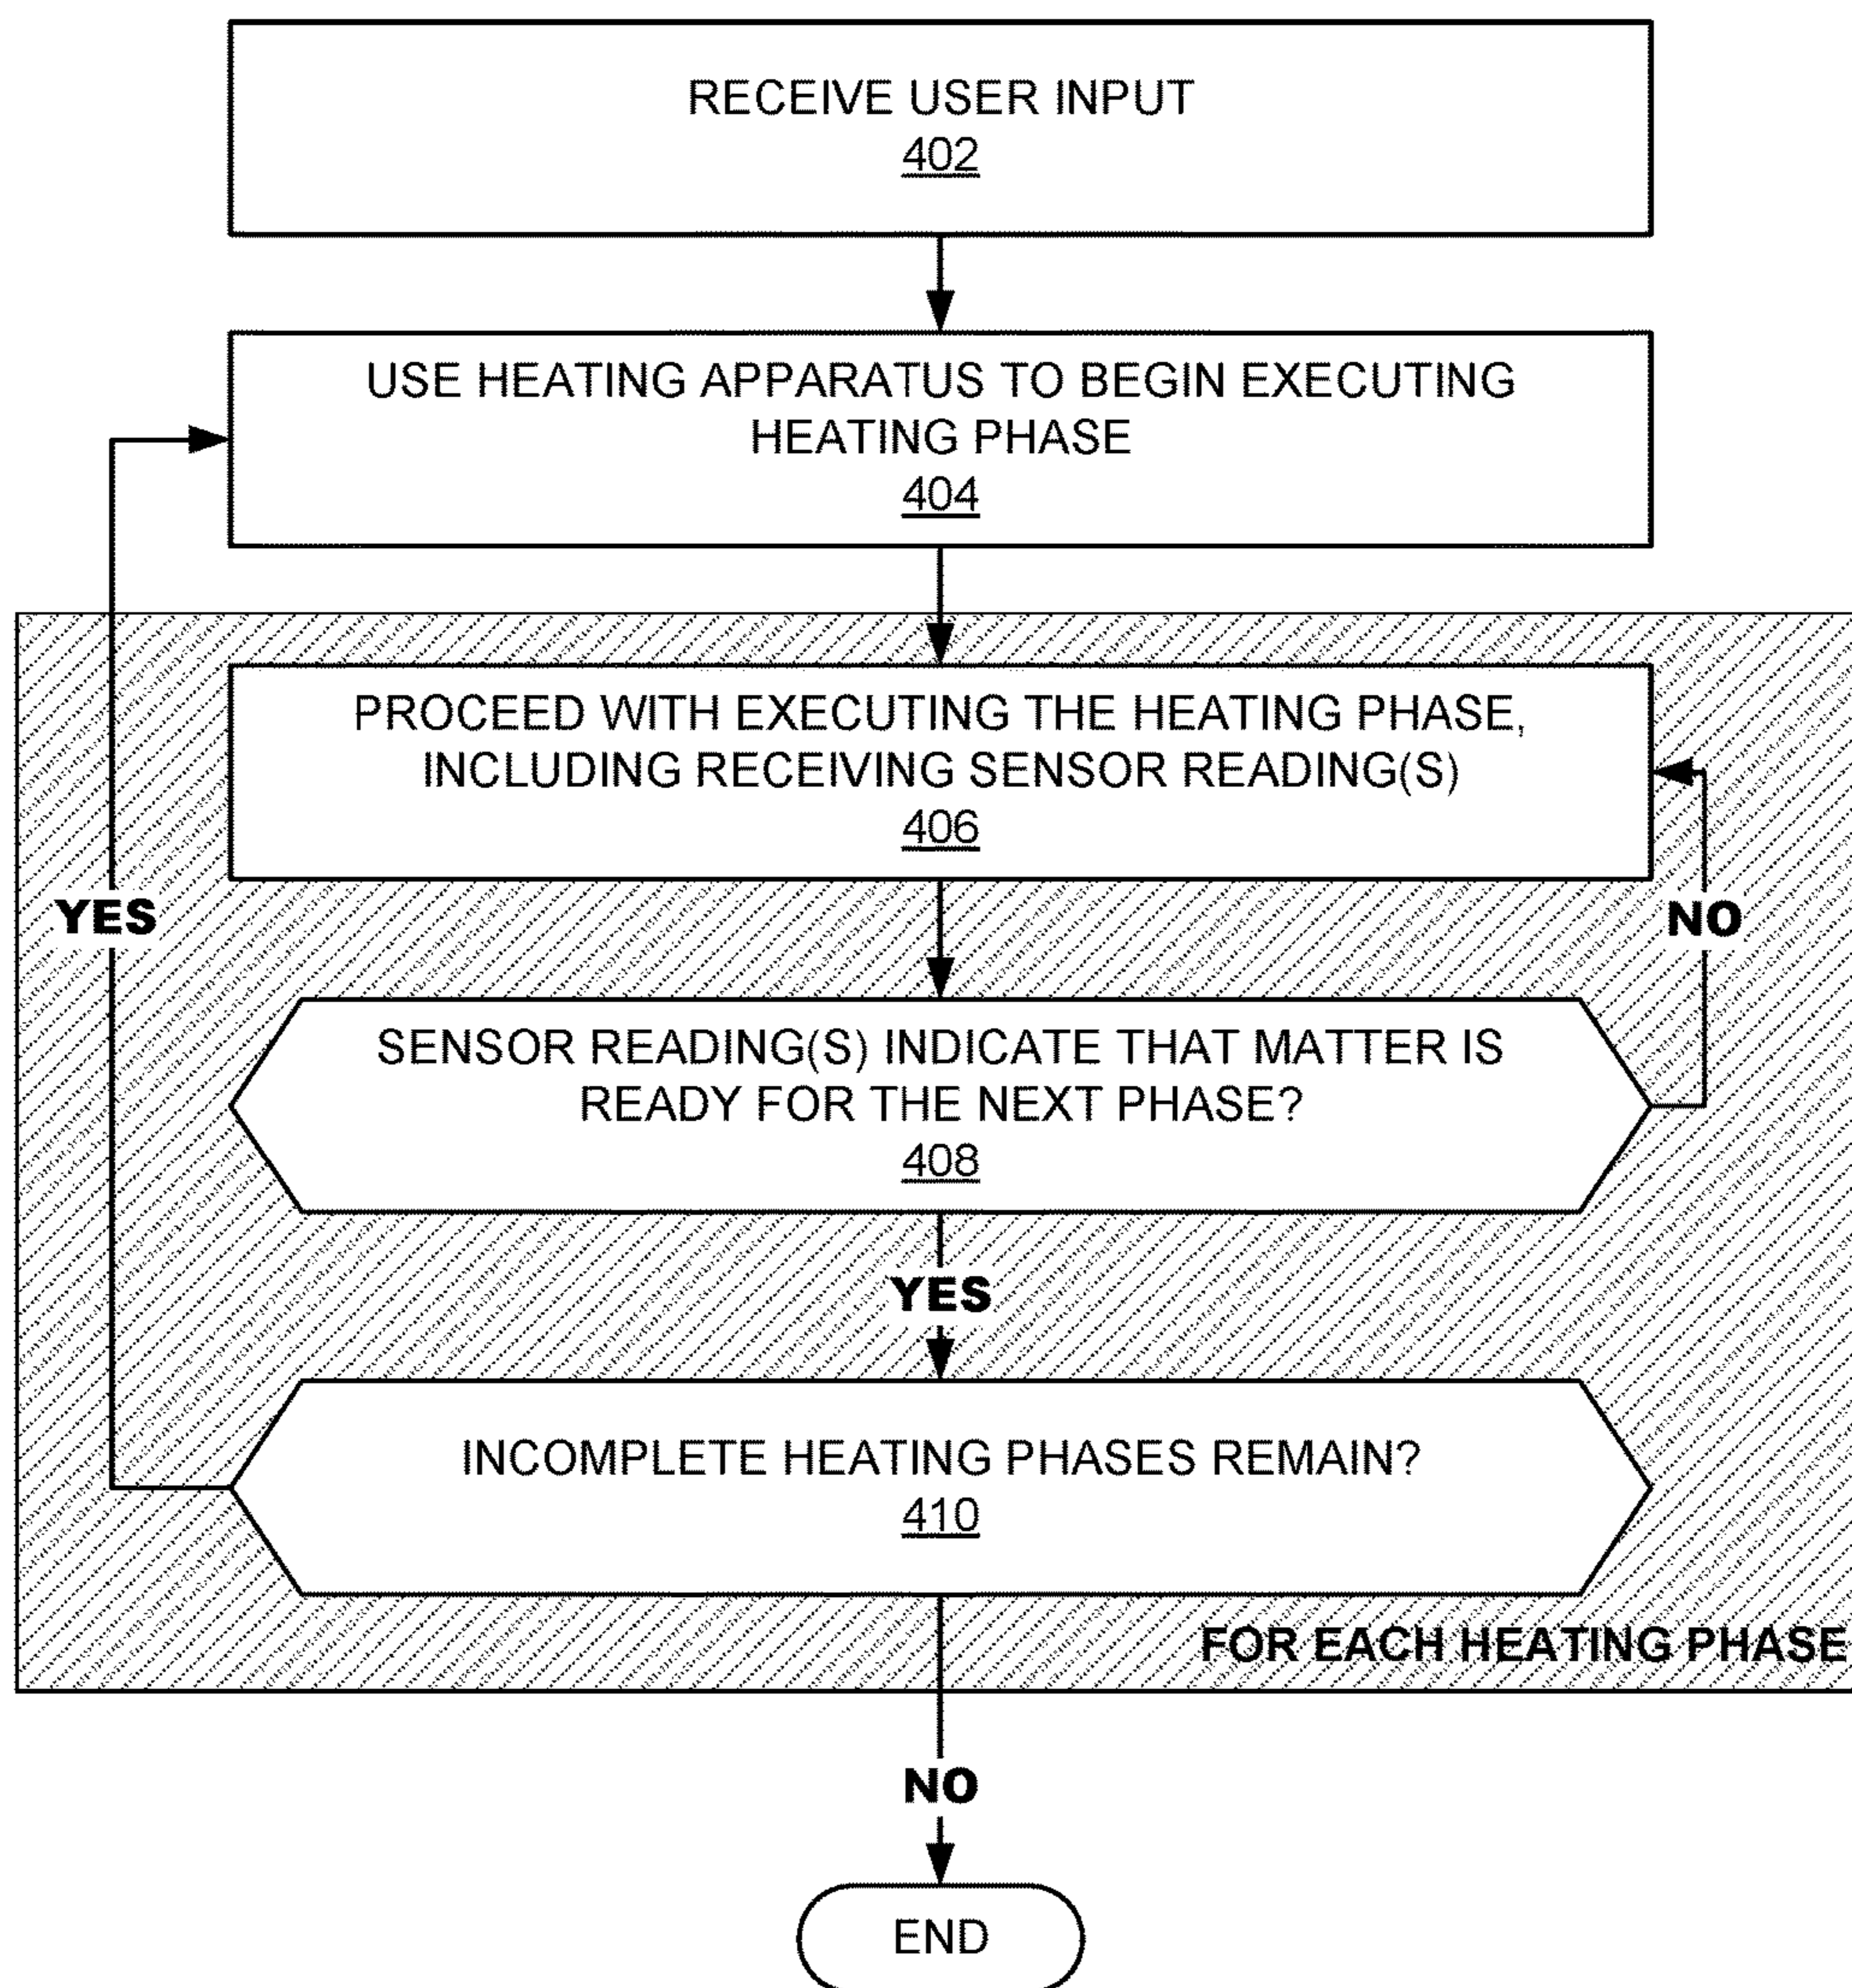 RECEIVE USER INPUT
402
USE HEATING APPARATUS TO BEGIN EXECUTING
HEATING PHASE
404
PROCEED WITH EXECUTING THE HEATING PHASE,
INCLUDING RECEIVING SENSOR READING(S)
406
YES
NO
SENSOR READING(S) INDICATE THAT MATTER IS
READY FOR THE NEXT PHASE?
408
YES
INCOMPLETE HEATING PHASES REMAIN?
410
FOR EACH HEATING PHASE
NO
END